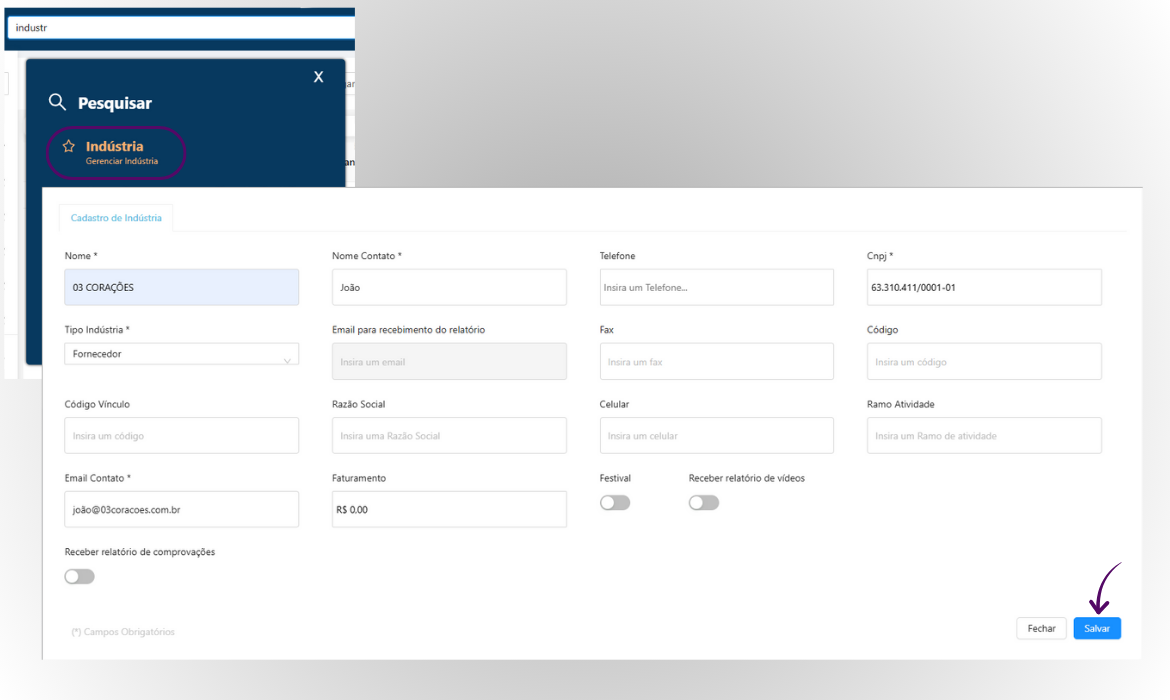 industr
X
Pesquisar
Indústria
Gerenciar Indústria
Cadastro de Indústria
Nome *
Nome Contato *
Telefone
Cnpj *
03 CORAÇÕES
João
Insira um Telefone...
63.310.411/0001-01
Tipo Indústria *
Email para recebimento do relatório
Fax
Código
Fornecedor
Insira um email
Insira um fax
Insira um código
Código Vínculo
Razão Social
Celular
Ramo Atividade
Insira um código
Insira uma Razão Social
Insira um celular
Insira um Ramo de atividade
Email Contato *
Faturamento
Festival
Receber relatório de vídeos
joão@03coracoes.com.br
R$ 0.00
Receber relatório de comprovações
(*) Campos Obrigatórios
Fechar
Salvar